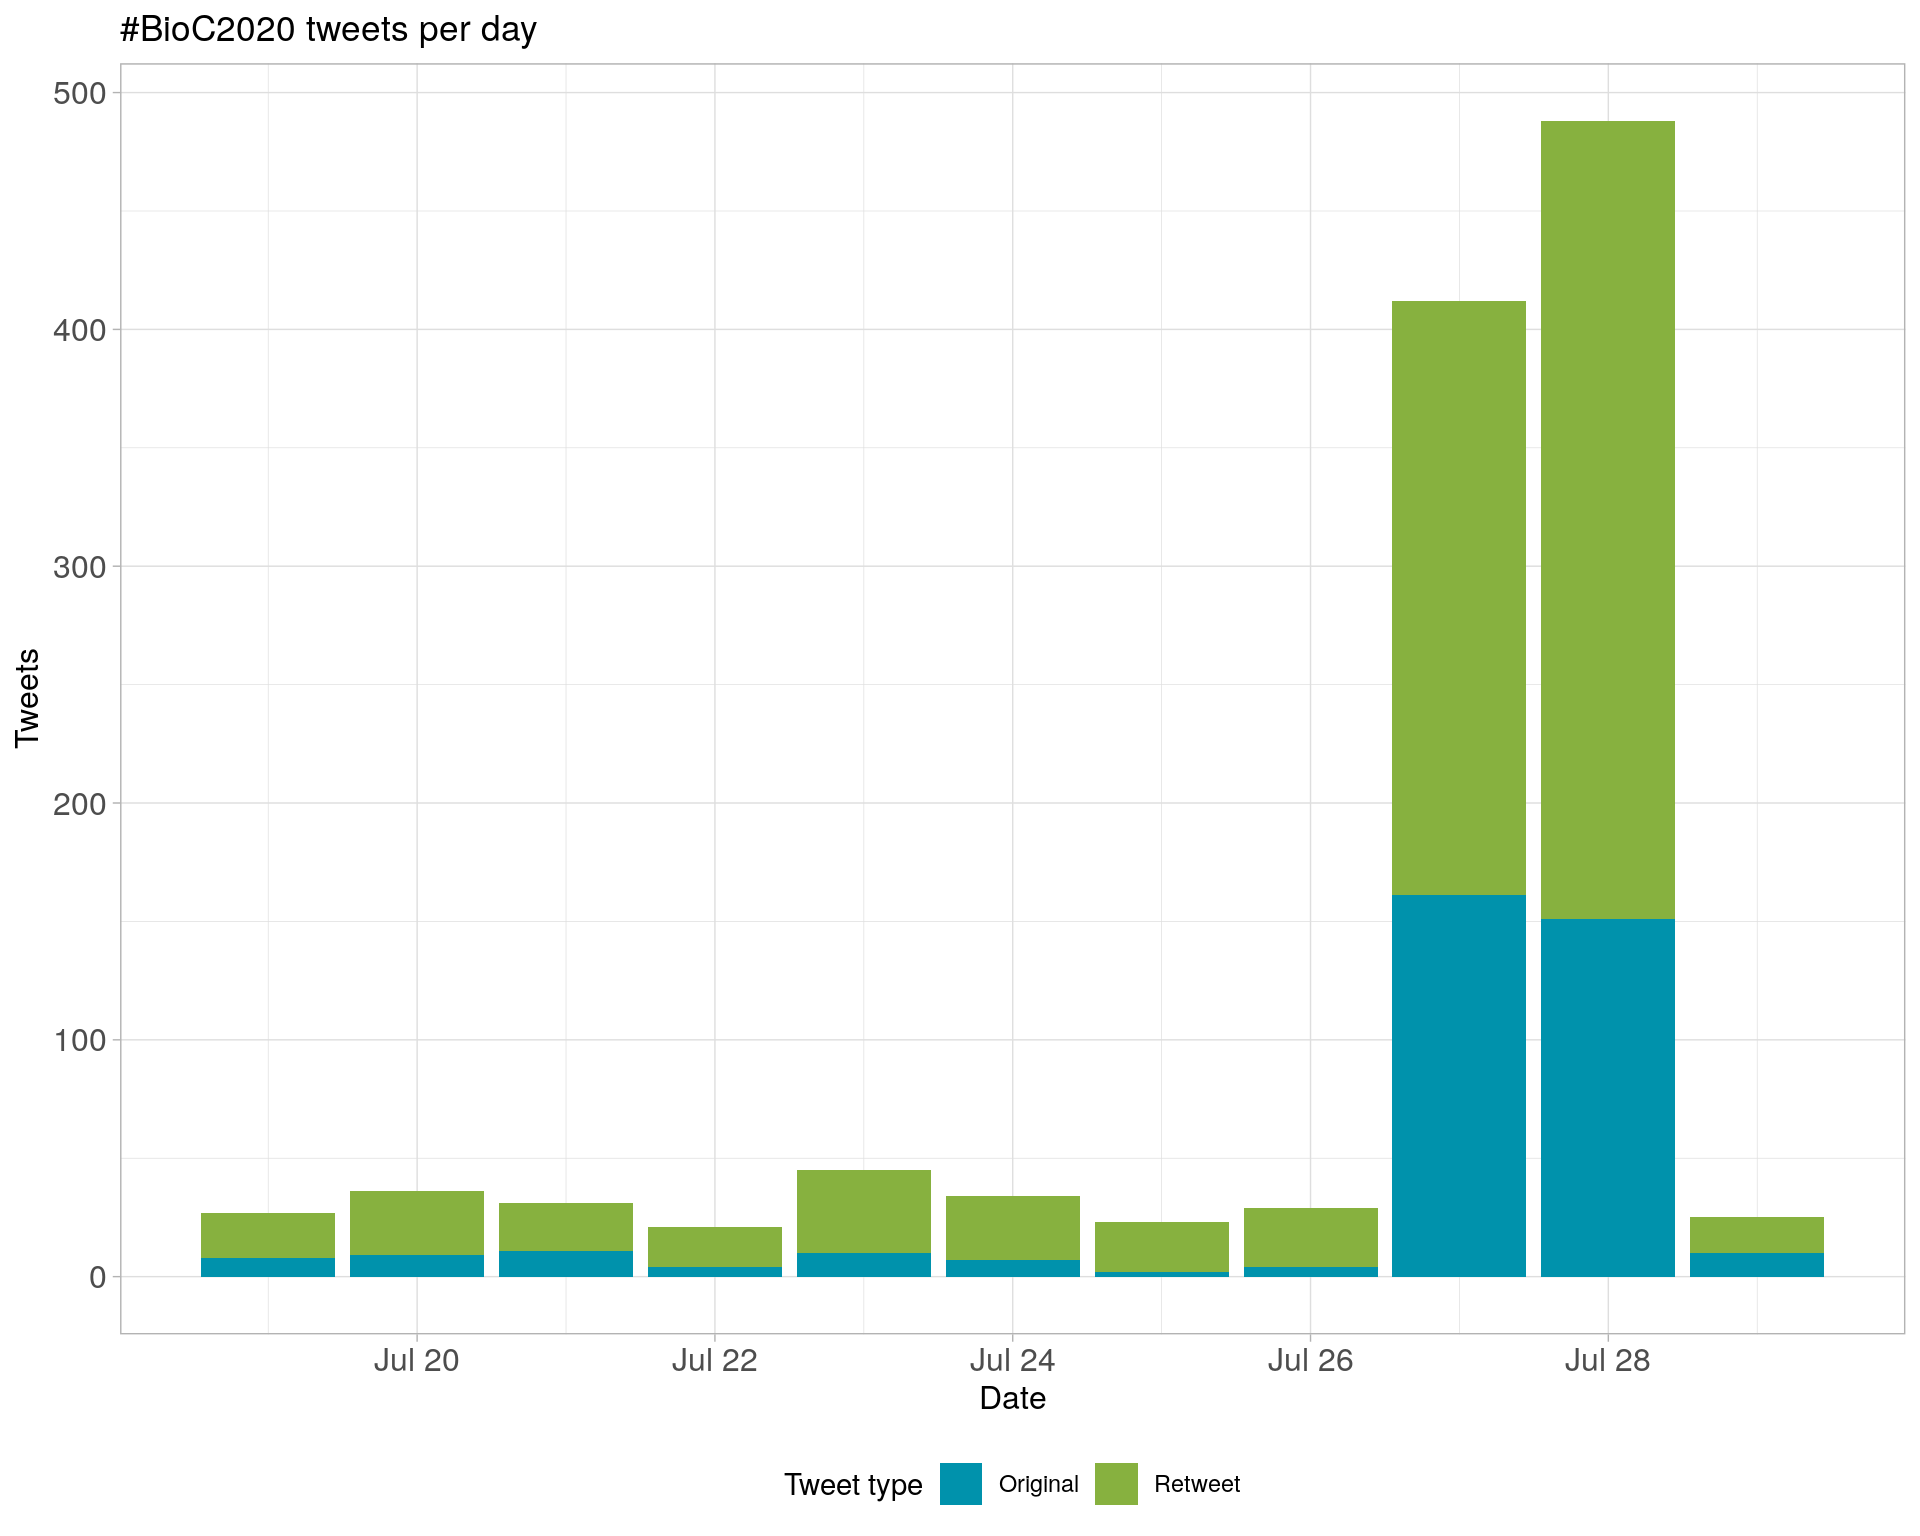 #BioC2020 tweets per day
500
400
300
200
100
0
Tweets
Jul 20 Jul 22 Jul 24 Jul 26 Jul 28
Date
Tweet type Original Retweet